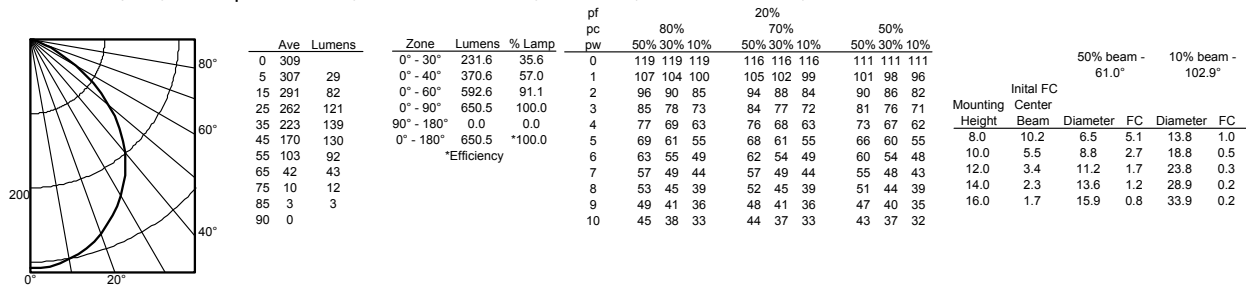 80°
60°
40°
200
0° 20°
Ave Lumens
0 309
5 307 29
15 291 82
25 262 121
35 223 139
45 170 130
55 103 92
65 42 43
75 10 12
85 3 3
90 0
Zone Lumens % Lamp
0° - 30° 231.6 35.6
0° - 40° 370.6 57.0
0° - 60° 592.6 91.1
0° - 90° 650.5 100.0
90° - 180° 0.0 0.0
0° - 180° 650.5 *100.0
*Efficiency
pf 20%
pc 80% 70% 50%
pw 50% 30% 10% 50% 30% 10% 50% 30% 10%
0 119 119 119 116 116 116 111 111 111
1 107 104 100 105 102 99 101 98 96
2 96 90 85 94 88 84 90 86 82
3 85 78 73 84 77 72 81 76 71
4 77 69 63 76 68 63 73 67 62
5 69 61 55 68 61 55 66 60 55
6 63 55 49 62 54 49 60 54 48
7 57 49 44 57 49 44 55 48 43
8 53 45 39 52 45 39 51 44 39
9 49 41 36 48 41 36 47 40 35
10 45 38 33 44 37 33 43 37 32
50% beam - 10% beam -
61.0° 102.9°
Inital FC
Mounting Center
Height Beam Diameter FC Diameter FC
8.0 10.2 6.5 5.1 13.8 1.0
10.0 5.5 8.8 2.7 18.8 0.5
12.0 3.4 11.2 1.7 23.8 0.3
14.0 2.3 13.6 1.2 28.9 0.2
16.0 1.7 15.9 0.8 33.9 0.2